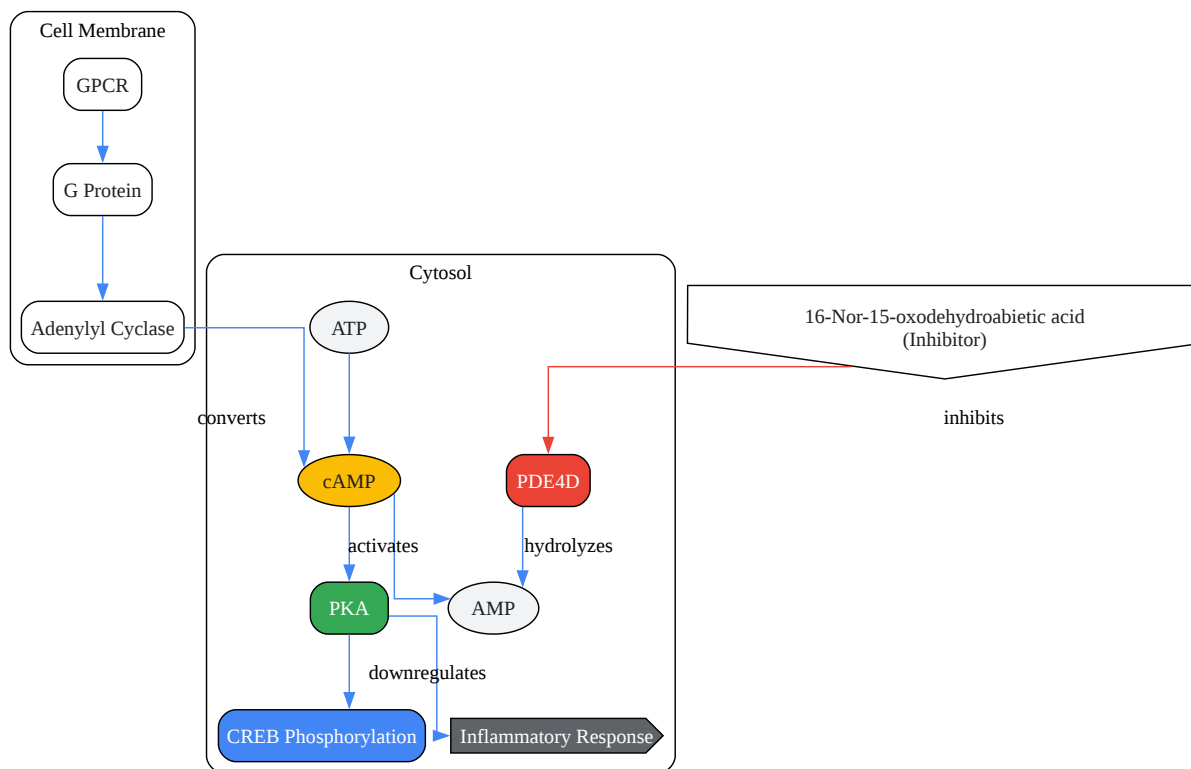 Cell Membrane
GPCR
G Protein
Adenylyl Cyclase
Cytosol
ATP
16-Nor-15-oxodehydroabietic acid
(Inhibitor)
converts
inhibits
cAMP
PDE4D
activates
hydrolyzes
PKA
AMP
downregulates
CREB Phosphorylation
Inflammatory Response